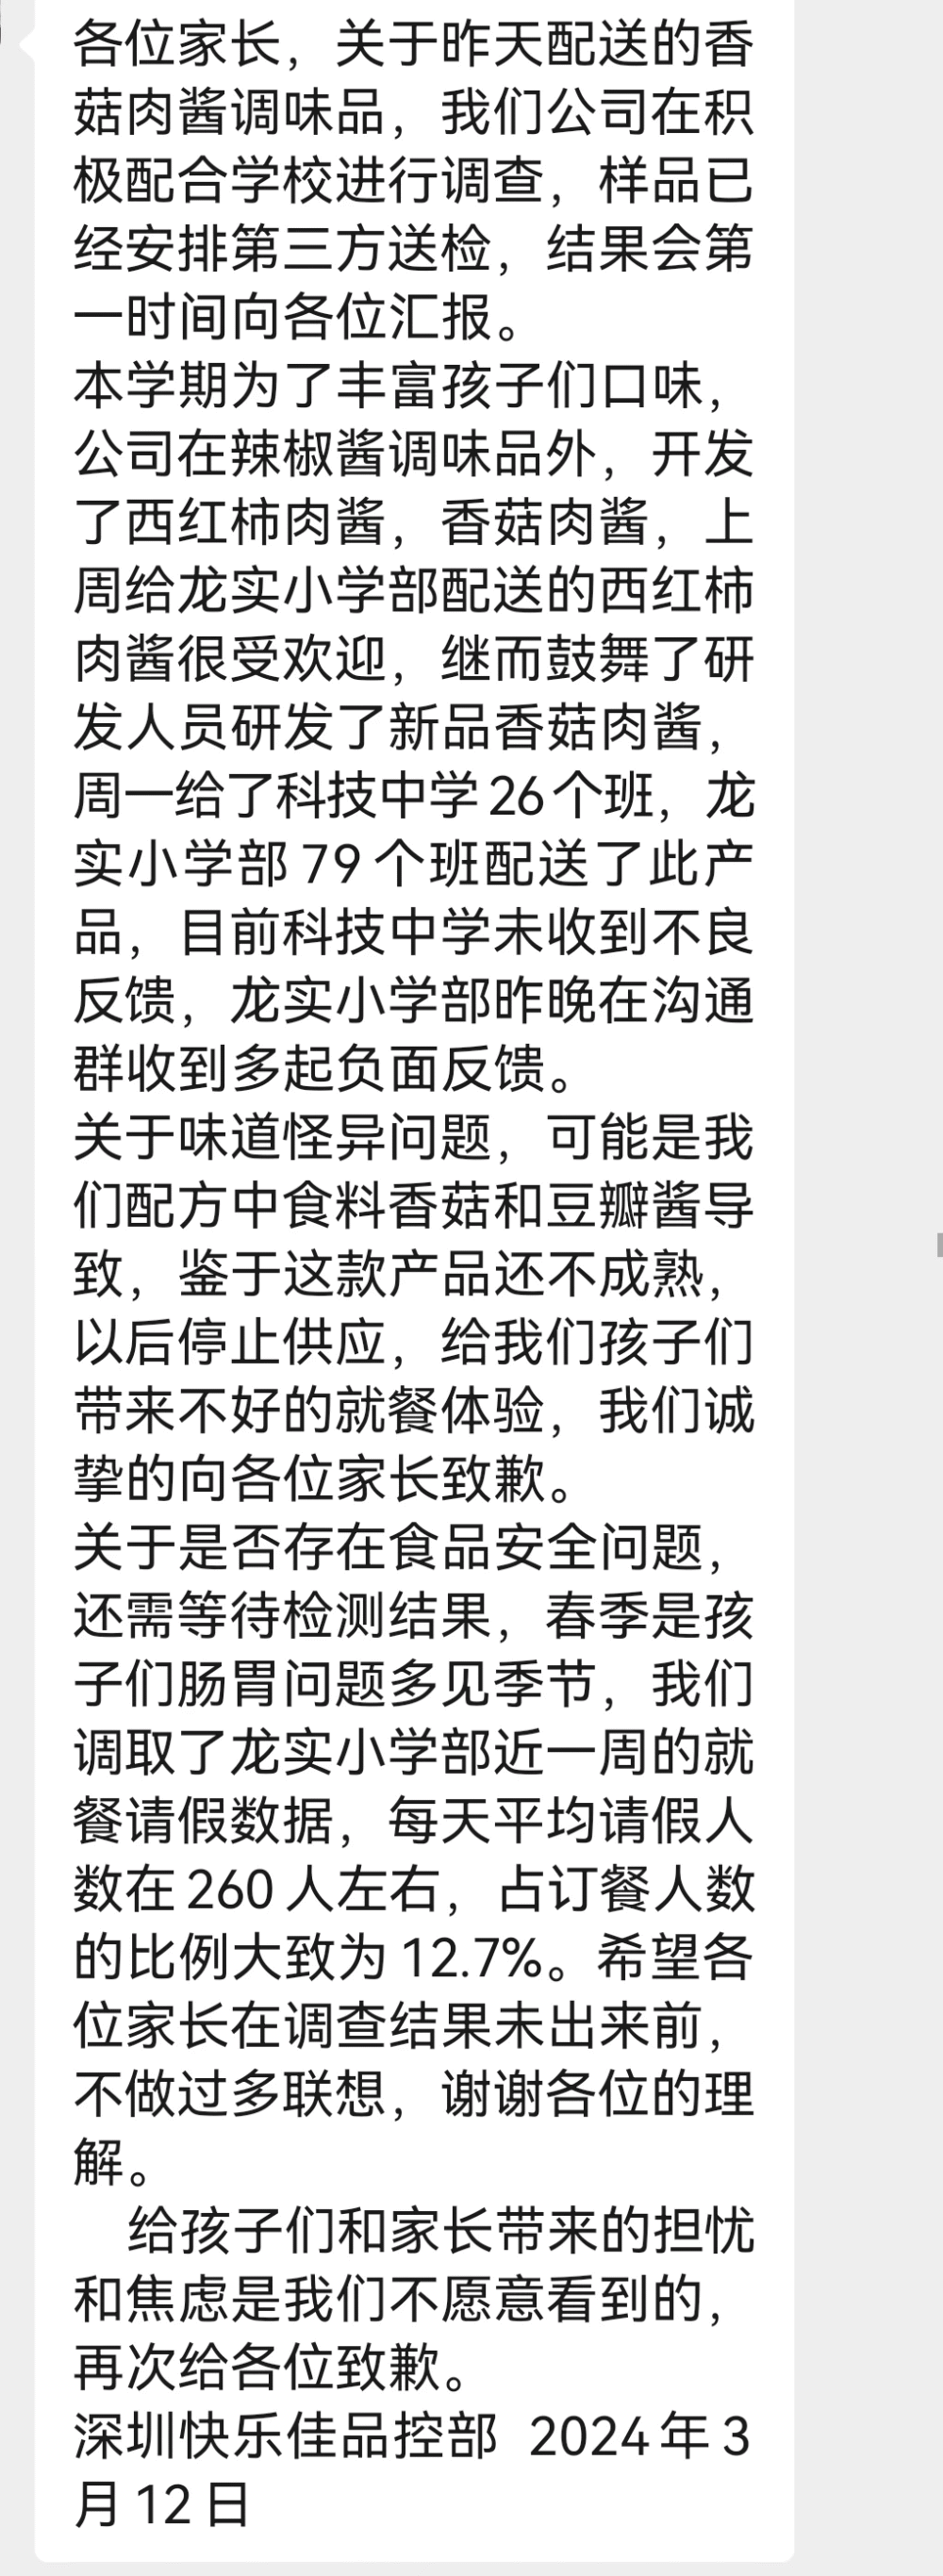 各位家长，关于昨天配送的香
菇肉酱调味品，我们公司在积
极配合学校进行调查，样品已
经安排第三方送检，结果会第
一时间向各位汇报。
本学期为了丰富孩子们口味，
公司在辣椒酱调味品外，开发
了西红柿肉酱，香菇肉酱，上
周给龙实小学部配送的西红柿
肉酱很受欢迎，继而鼓舞了研
发人员研发了新品香菇肉酱，
周一给了科技中学26个班，龙
实小学部79个班配送了此产
品，目前科技中学未收到不良
反馈，龙实小学部昨晚在沟通
群收到多起负面反馈。
关于味道怪异问题，可能是我
们配方中食料香菇和豆瓣酱导
致，鉴于这款产品还不成熟，
以后停止供应，给我们孩子们
带来不好的就餐体验，我们诚
挚的向各位家长致歉。
关于是否存在食品安全问题，
还需等待检测结果，春季是孩
子们肠胃问题多见季节，我们
调取了龙实小学部近一周的就
餐请假数据，每天平均请假人
数在260人左右，占订餐人数
的比例大致为12.7%。希望各
位家长在调查结果未出来前，
不做过多联想，谢谢各位的理
解。
给孩子们和家长带来的担忧
和焦虑是我们不愿意看到的，
再次给各位致歉。
深圳快乐佳品控部 2024年3
月12日